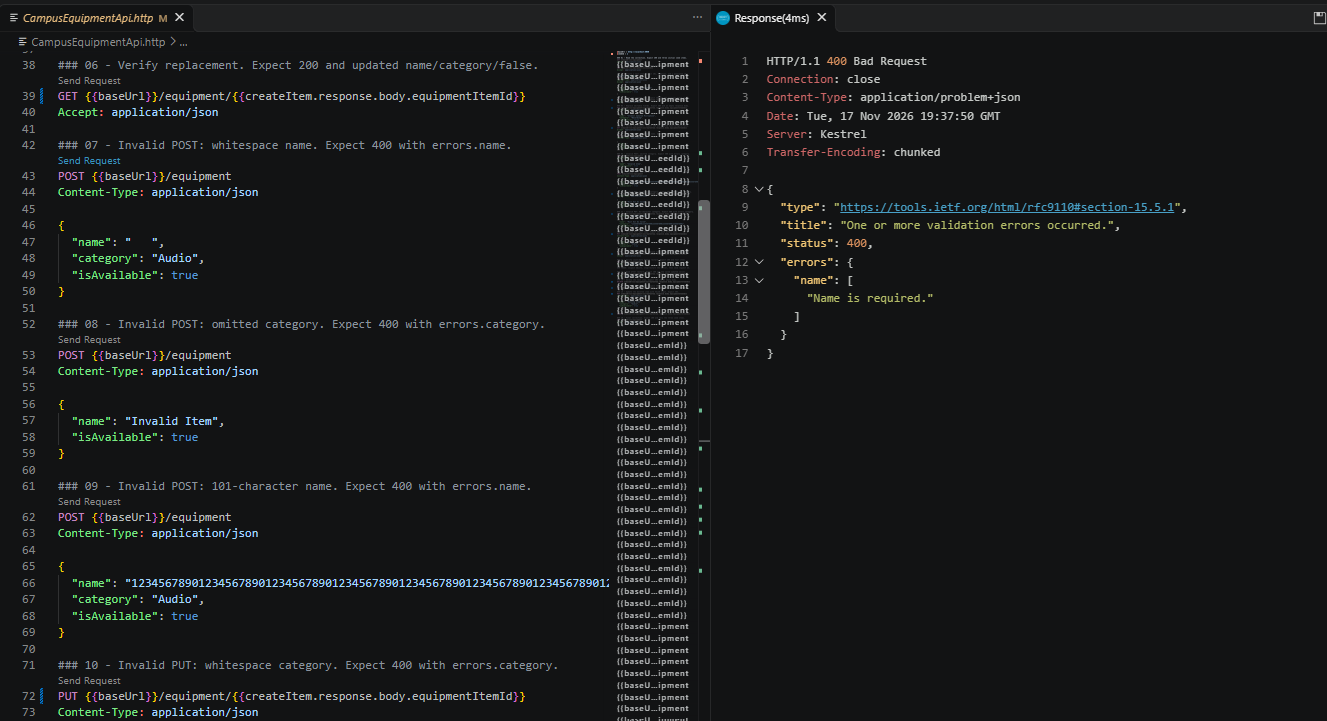 CampusEquipmentApi.http M
CampusEquipmentApi.http > ...
38 ### 06 - Verify replacement. Expect 200 and updated name/category/false.
Send Request
39 GET {{baseUrl}}/equipment/{{createItem.response.body.equipmentItemId}}
40 Accept: application/json
41
42 ### 07 - Invalid POST: whitespace name. Expect 400 with errors.name.
Send Request
43 POST {{baseUrl}}/equipment
44 Content-Type: application/json
45
46 {
47 "name": "   ",
48 "category": "Audio",
49 "isAvailable": true
50 }
51
52 ### 08 - Invalid POST: omitted category. Expect 400 with errors.category.
Send Request
53 POST {{baseUrl}}/equipment
54 Content-Type: application/json
55
56 {
57 "name": "Invalid Item",
58 "isAvailable": true
59 }
60
61 ### 09 - Invalid POST: 101-character name. Expect 400 with errors.name.
Send Request
62 POST {{baseUrl}}/equipment
63 Content-Type: application/json
64
65 {
66 "name": "12345678901234567890123456789012345678901234567890123456789012345678901
67 "category": "Audio",
68 "isAvailable": true
69 }
70
71 ### 10 - Invalid PUT: whitespace category. Expect 400 with errors.category.
Send Request
72 PUT {{baseUrl}}/equipment/{{createItem.response.body.equipmentItemId}}
73 Content-Type: application/json
Response(4ms)
1 HTTP/1.1 400 Bad Request
2 Connection: close
3 Content-Type: application/problem+json
4 Date: Tue, 17 Nov 2026 19:37:50 GMT
5 Server: Kestrel
6 Transfer-Encoding: chunked
7
8 {
9 "type": "https://tools.ietf.org/html/rfc9110#section-15.5.1",
10 "title": "One or more validation errors occurred.",
11 "status": 400,
12 "errors": {
13 "name": [
14 "Name is required."
15 ]
16 }
17 }